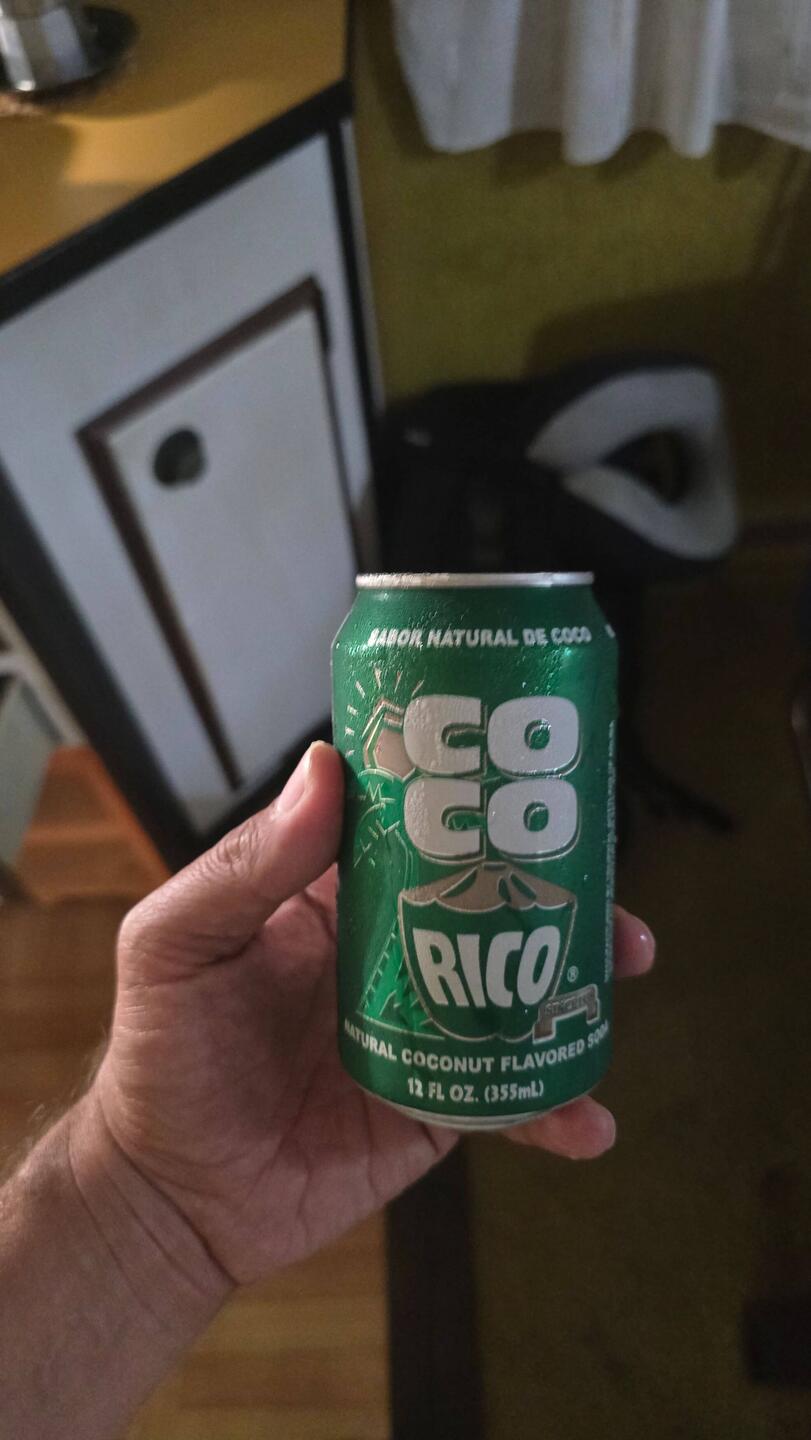 SABOR NATURAL DE COCO
CO
CO
RICO
®
NATURAL COCONUT FLAVORED SODA
12 FL OZ. (355mL)